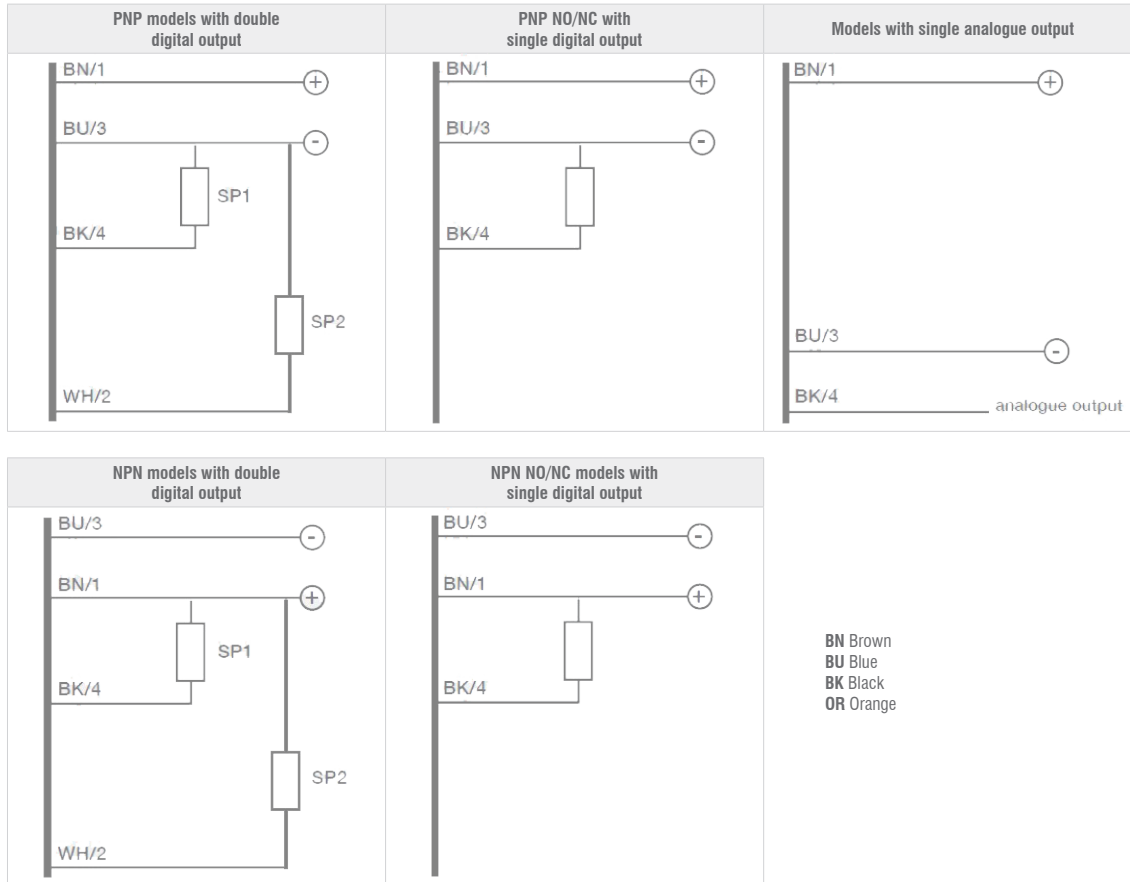 PNP models with double
digital output
PNP NO/NC with
single digital output
Models with single analogue output
BN/1
+
BU/3
-
SP1
BK/4
SP2
WH/2
BN/1
+
BU/3
-
BK/4
BN/1
+
BU/3
-
BK/4
analogue output
NPN models with double
digital output
NPN NO/NC models with
single digital output
BU/3
-
BN/1
+
SP1
BK/4
SP2
WH/2
BU/3
-
BN/1
+
BK/4
BN Brown
BU Blue
BK Black
OR Orange